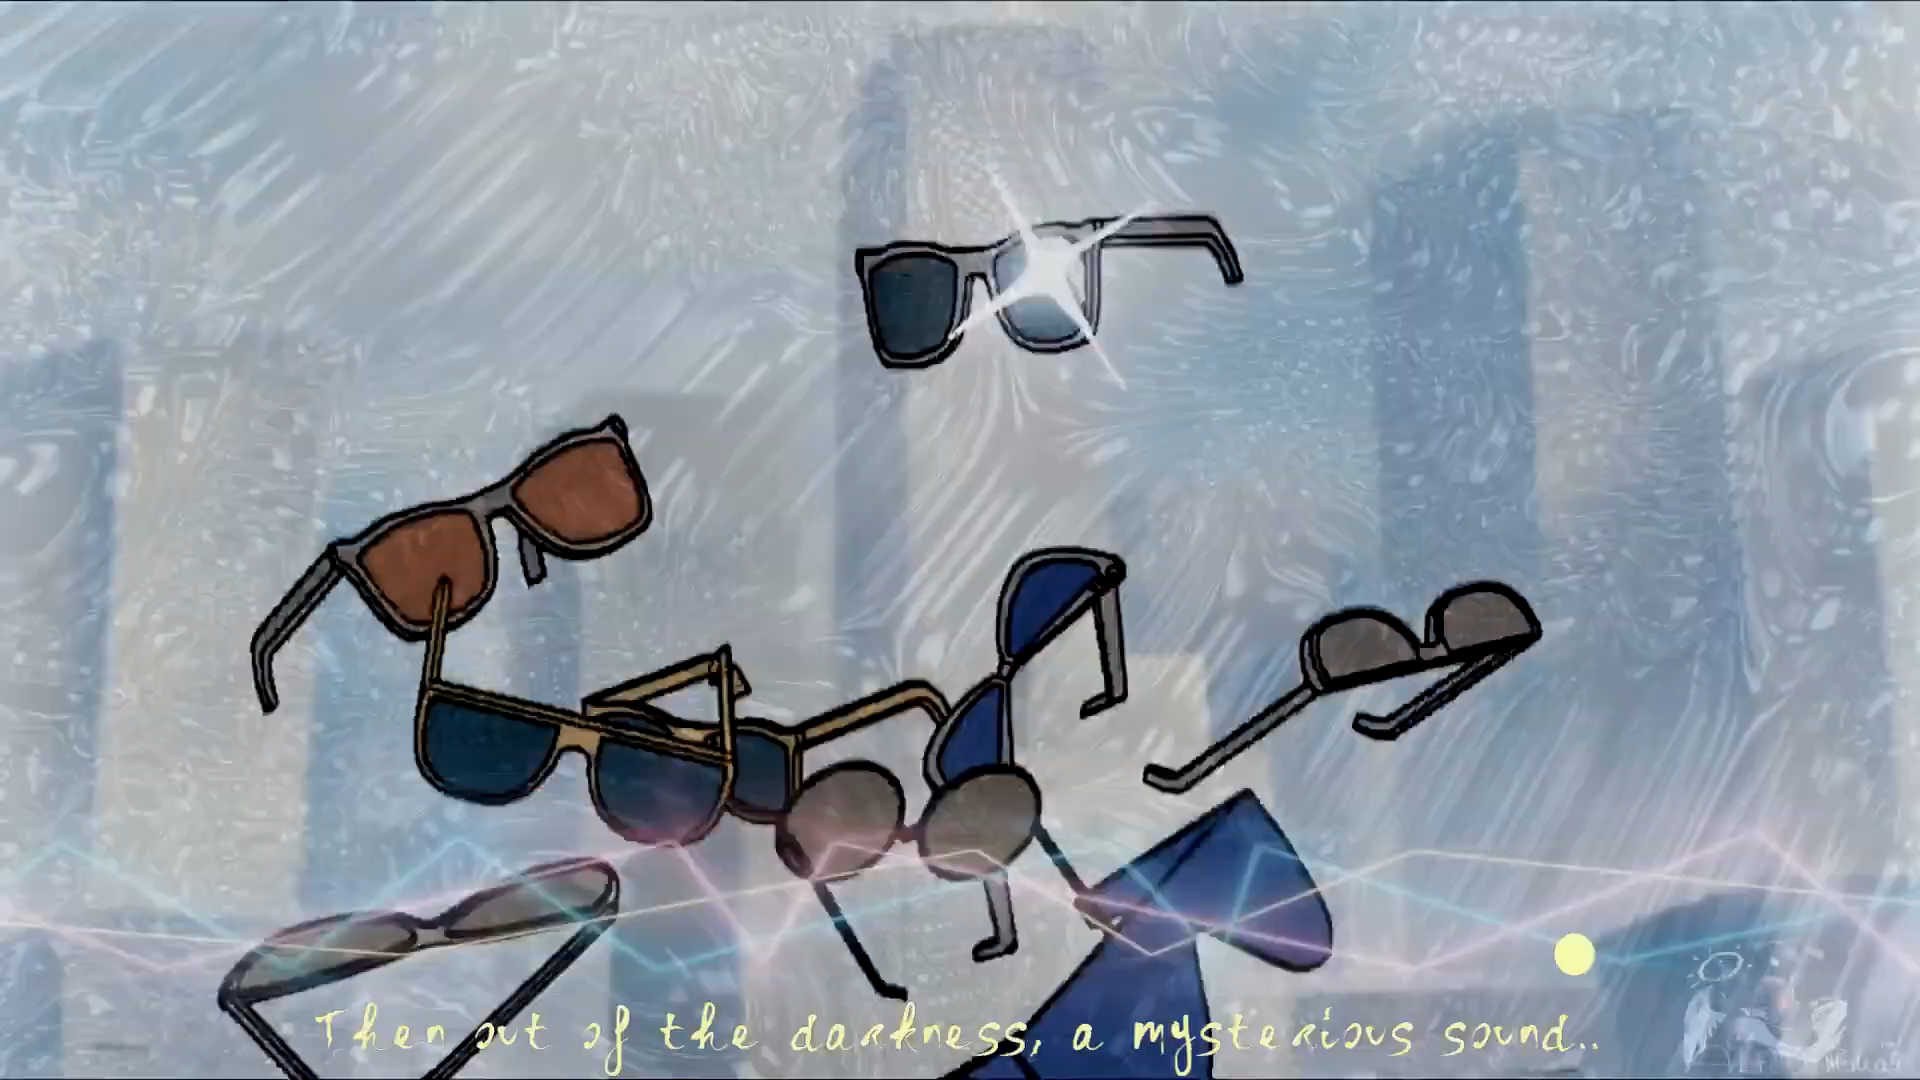 Then out of the darkness, a mysterious sound..